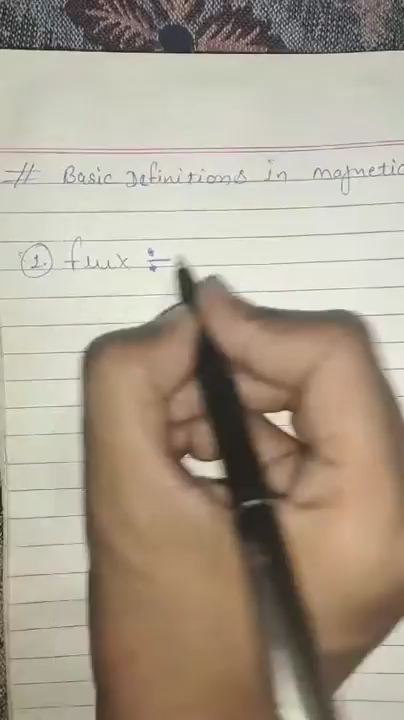 # Basic Definitions in magnetic
1. flux :-